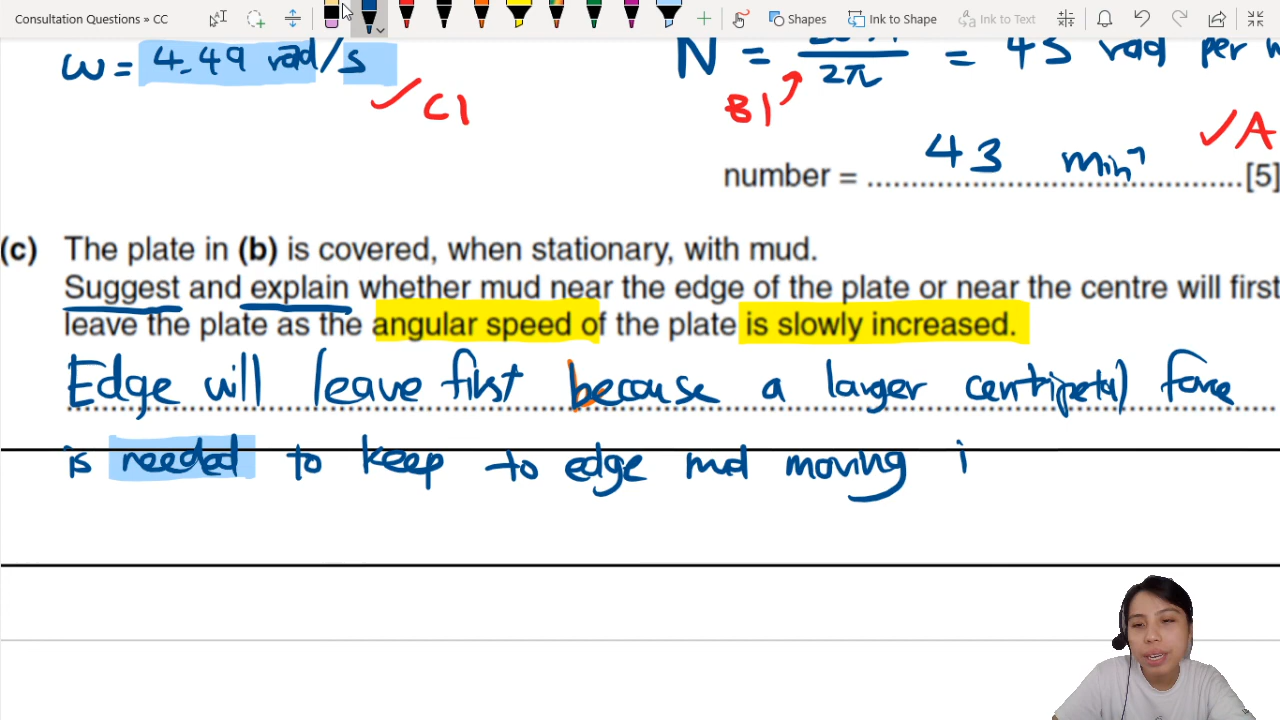 Consultation Questions » CC
Shapes
Ink to Shape
Ink to Text
ω = 4.49 rad/s
C1
N = 2π = 43 rad per
B1
A
number = 43 min⁻¹ [5]
(c) The plate in (b) is covered, when stationary, with mud.
Suggest and explain whether mud near the edge of the plate or near the centre will first
leave the plate as the angular speed of the plate is slowly increased.
Edge will leave first because a larger centripetal force
is needed to keep to edge mud moving i